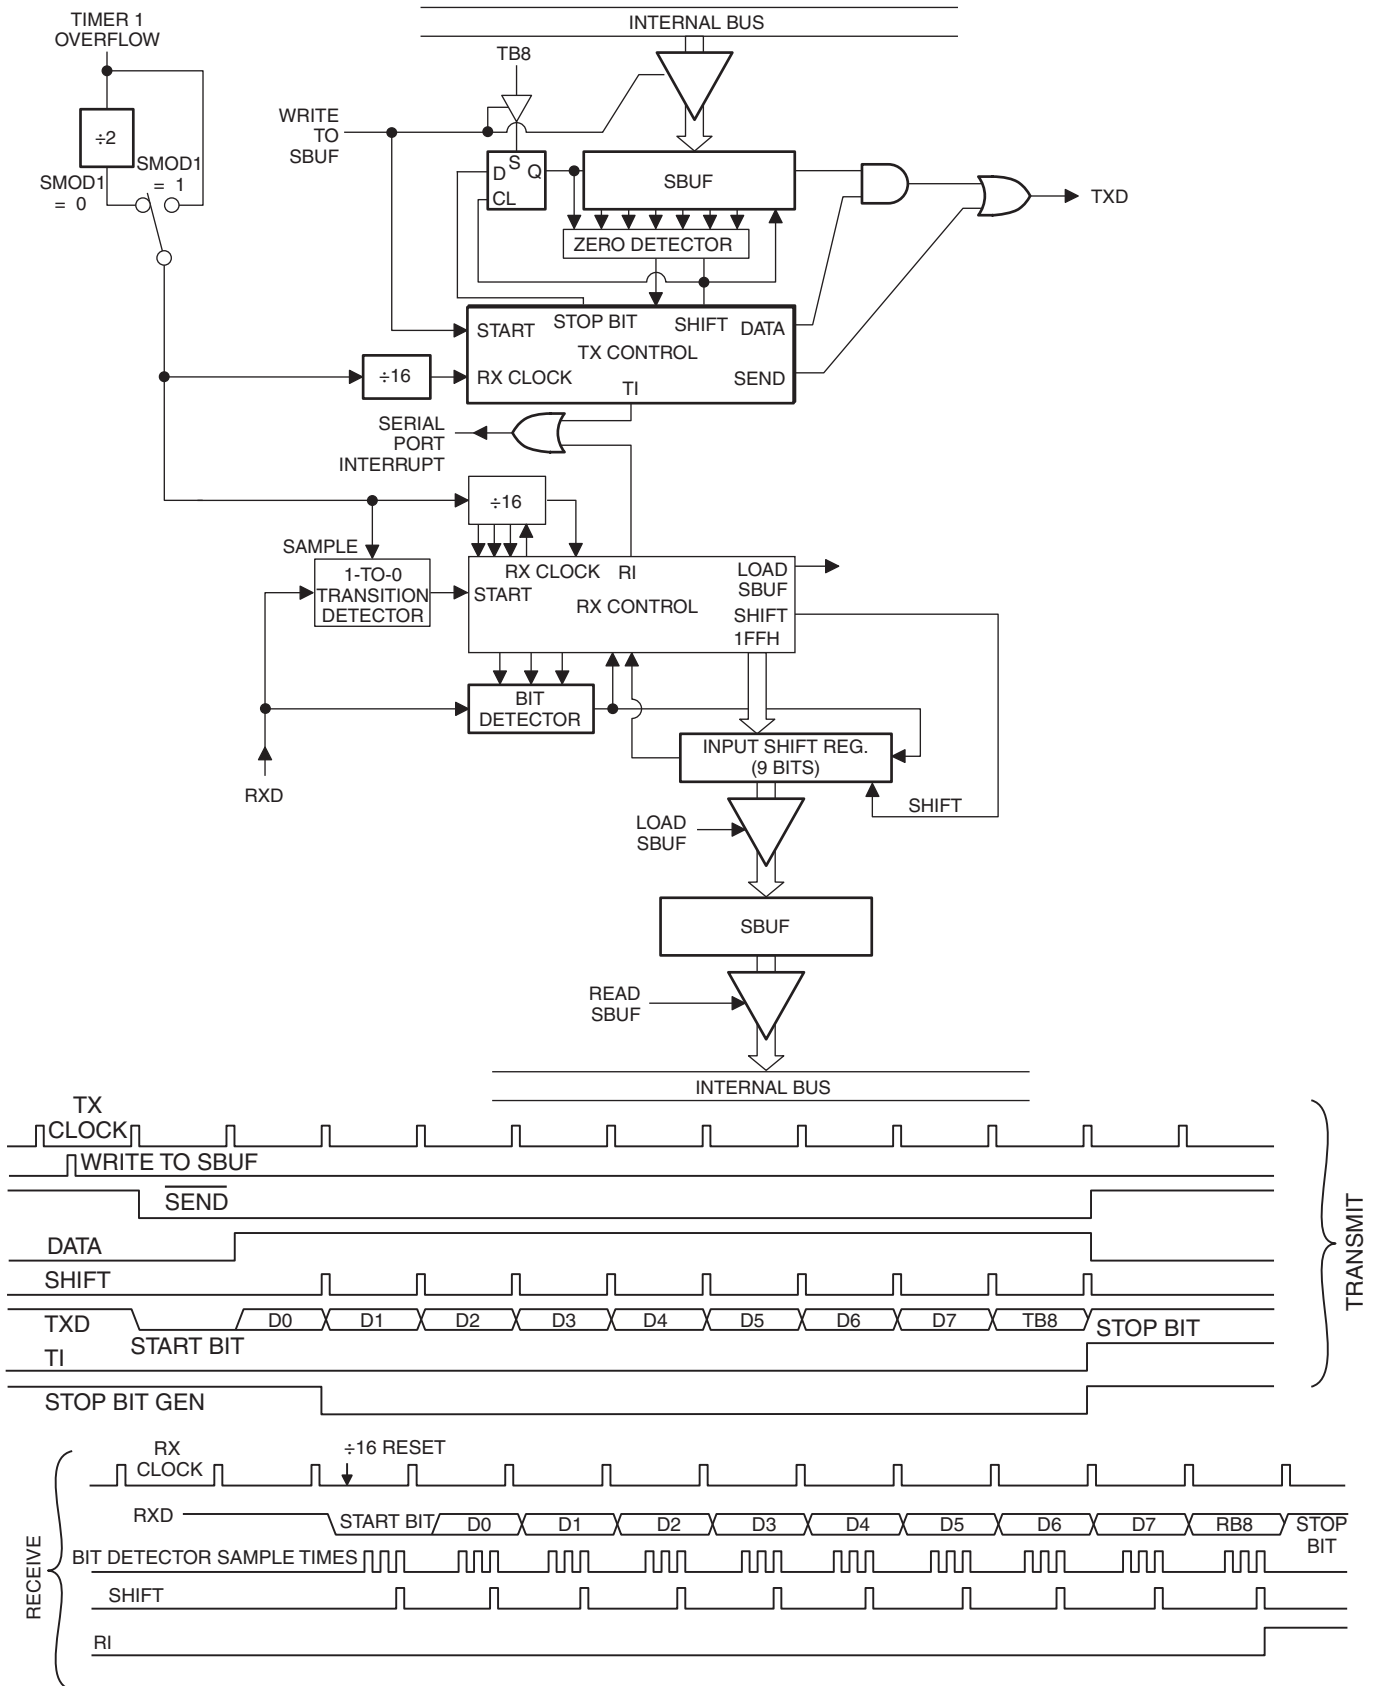 TIMER 1
OVERFLOW
INTERNAL BUS
TB8
WRITE
TO
SBUF
÷2
SMOD1
= 1
SMOD1
= 0
S
D
Q
CL
SBUF
TXD
ZERO DETECTOR
STOP BIT
SHIFT
DATA
START
TX CONTROL
÷16
RX CLOCK
TI
SEND
SERIAL
PORT
INTERRUPT
÷16
SAMPLE
1-TO-0
TRANSITION
DETECTOR
RX CLOCK
RI
LOAD
SBUF
START
RX CONTROL
SHIFT
1FFH
BIT
DETECTOR
INPUT SHIFT REG.
(9 BITS)
RXD
SHIFT
LOAD
SBUF
SBUF
READ
SBUF
INTERNAL BUS
TX
CLOCK
WRITE TO SBUF
SEND
DATA
SHIFT
TXD
START BIT
D0
D1
D2
D3
D4
D5
D6
D7
TB8
STOP BIT
TI
STOP BIT GEN
TRANSMIT
RX
CLOCK
÷16 RESET
RXD
START BIT
D0
D1
D2
D3
D4
D5
D6
D7
RB8
STOP
BIT
BIT DETECTOR SAMPLE TIMES
SHIFT
RI
RECEIVE